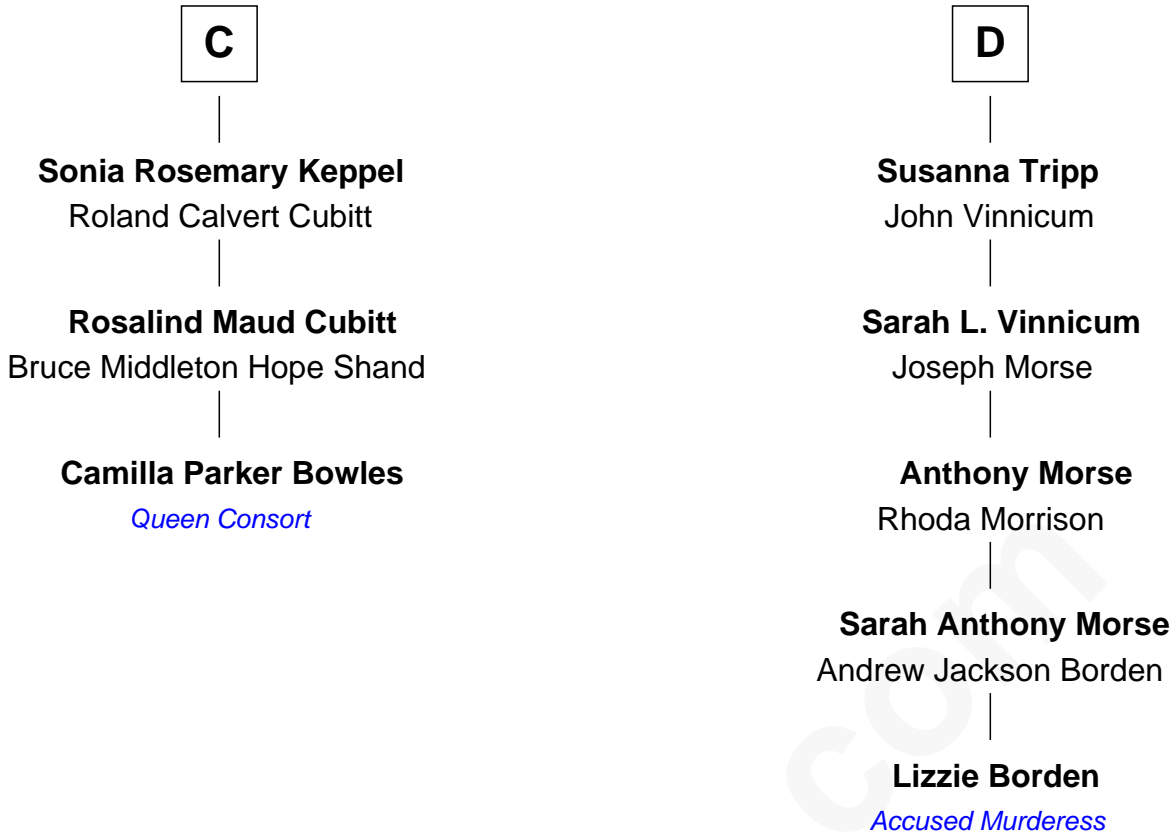 C
Sonia Rosemary Keppel
Roland Calvert Cubitt
Rosalind Maud Cubitt
Bruce Middleton Hope Shand
Camilla Parker Bowles
Queen Consort
D
Susanna Tripp
John Vinnicum
Sarah L. Vinnicum
Joseph Morse
Anthony Morse
Rhoda Morrison
Sarah Anthony Morse
Andrew Jackson Borden
Lizzie Borden
Accused Murderess
com